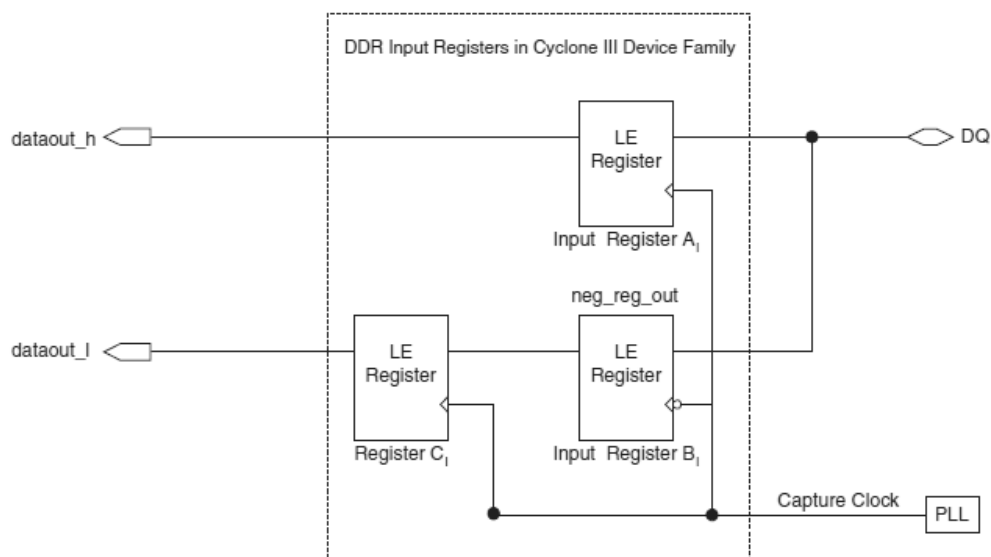 DDR Input Registers in Cyclone III Device Family
dataout_h
LE
Register
DQ
Input Register A_I
neg_reg_out
dataout_l
LE
Register
LE
Register
Register C_I
Input Register B_I
Capture Clock
PLL